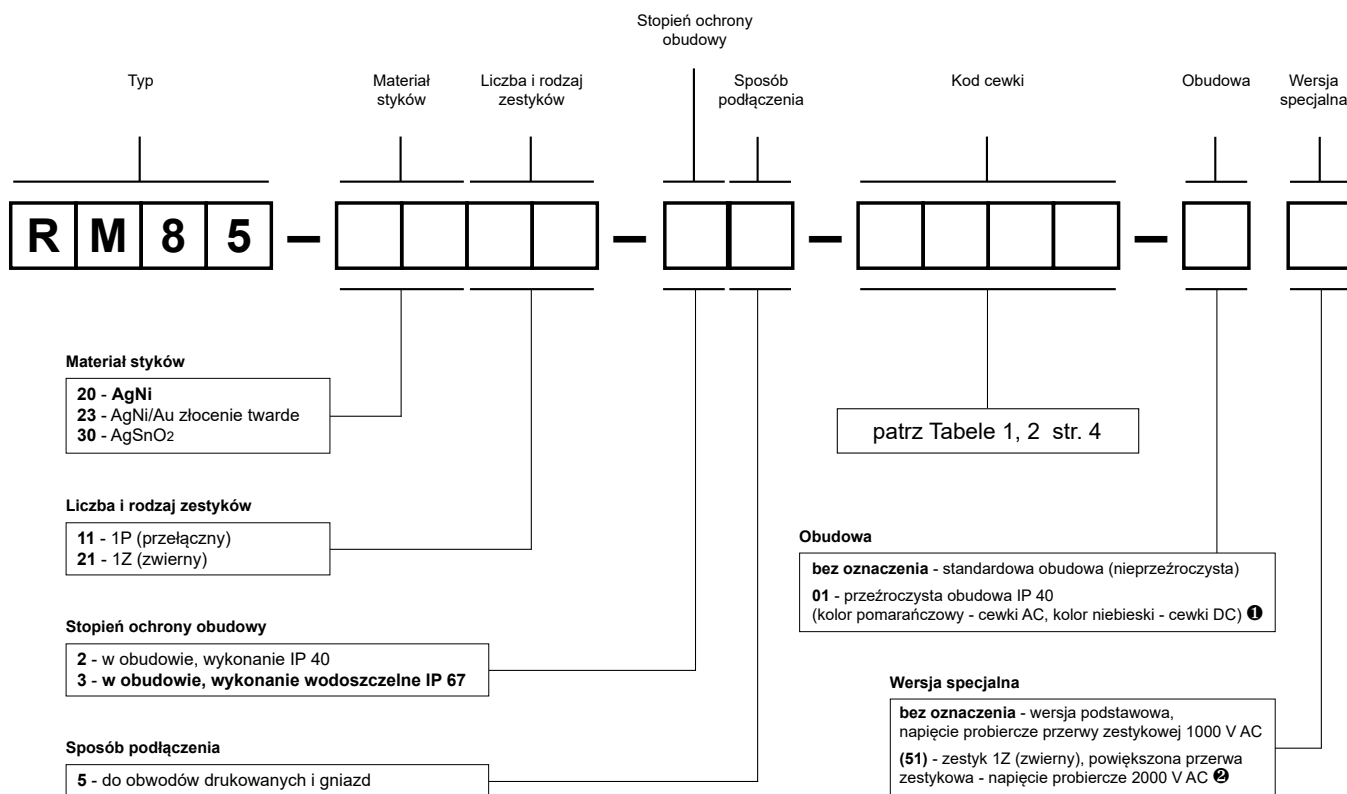 Stopień ochrony
obudowy
Typ
Materiał
styków
Liczba i rodzaj
zestyków
Sposób
podłączenia
Kod cewki
Obudowa
Wersja
specjalna
R M 8 5 – – – –
Materiał styków
20 - AgNi
23 - AgNi/Au złocenie twarde
30 - AgSnO2
patrz Tabele 1, 2 str. 4
Liczba i rodzaj zestyków
11 - 1P (przełączny)
21 - 1Z (zwierny)
Obudowa
bez oznaczenia - standardowa obudowa (nieprzeźroczysta)
01 - przeźroczysta obudowa IP 40
(kolor pomarańczowy - cewki AC, kolor niebieski - cewki DC) ❶
Stopień ochrony obudowy
2 - w obudowie, wykonanie IP 40
3 - w obudowie, wykonanie wodoszczelne IP 67
Wersja specjalna
bez oznaczenia - wersja podstawowa,
napięcie probiercze przerwy zestykowej 1000 V AC
(51) - zestyk 1Z (zwierny), powiększona przerwa
zestykowa - napięcie probiercze 2000 V AC ❷
Sposób podłączenia
5 - do obwodów drukowanych i gniazd